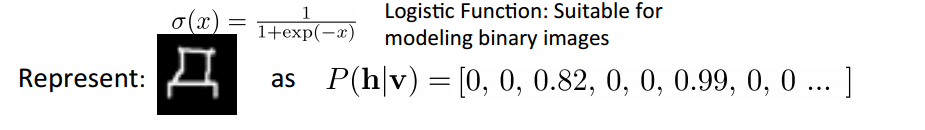 σ(x) = 1 / 1+exp(−x) Logistic Function: Suitable for
modeling binary images
Represent: Д as P(h|v) = [0, 0, 0.82, 0, 0, 0.99, 0, 0 ... ]